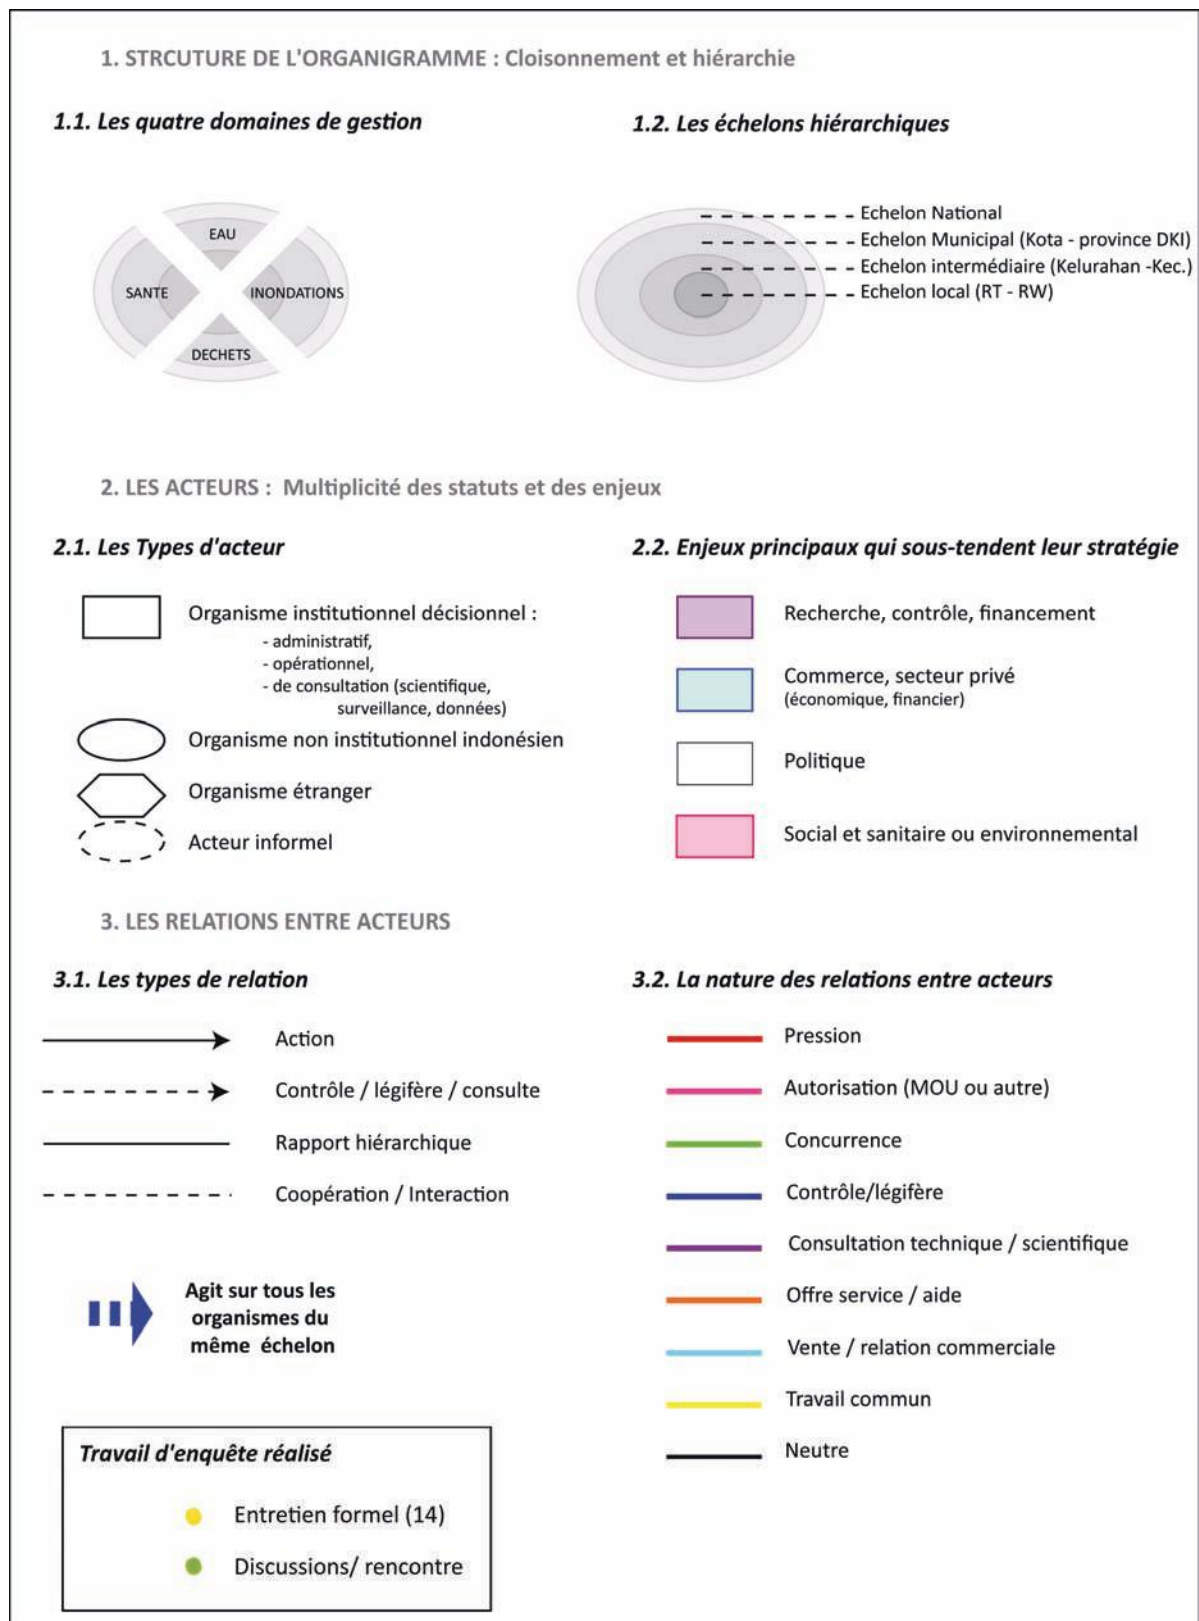 1. STRCUTURE DE L'ORGANIGRAMME : Cloisonnement et hiérarchie
1.1. Les quatre domaines de gestion
EAU
SANTE
INONDATIONS
DECHETS
1.2. Les échelons hiérarchiques
Echelon National
Echelon Municipal (Kota - province DKI)
Echelon intermédiaire (Kelurahan -Kec.)
Echelon local (RT - RW)
2. LES ACTEURS : Multiplicité des statuts et des enjeux
2.1. Les Types d'acteur
Organisme institutionnel décisionnel :
- administratif,
- opérationnel,
- de consultation (scientifique,
surveillance, données)
Organisme non institutionnel indonésien
Organisme étranger
Acteur informel
2.2. Enjeux principaux qui sous-tendent leur stratégie
Recherche, contrôle, financement
Commerce, secteur privé
(économique, financier)
Politique
Social et sanitaire ou environnemental
3. LES RELATIONS ENTRE ACTEURS
3.1. Les types de relation
Action
Contrôle / légifère / consulte
Rapport hiérarchique
Coopération / Interaction
Agit sur tous les
organismes du
même échelon
3.2. La nature des relations entre acteurs
Pression
Autorisation (MOU ou autre)
Concurrence
Contrôle/légifère
Consultation technique / scientifique
Offre service / aide
Vente / relation commerciale
Travail commun
Neutre
Travail d'enquête réalisé
Entretien formel (14)
Discussions/ rencontre